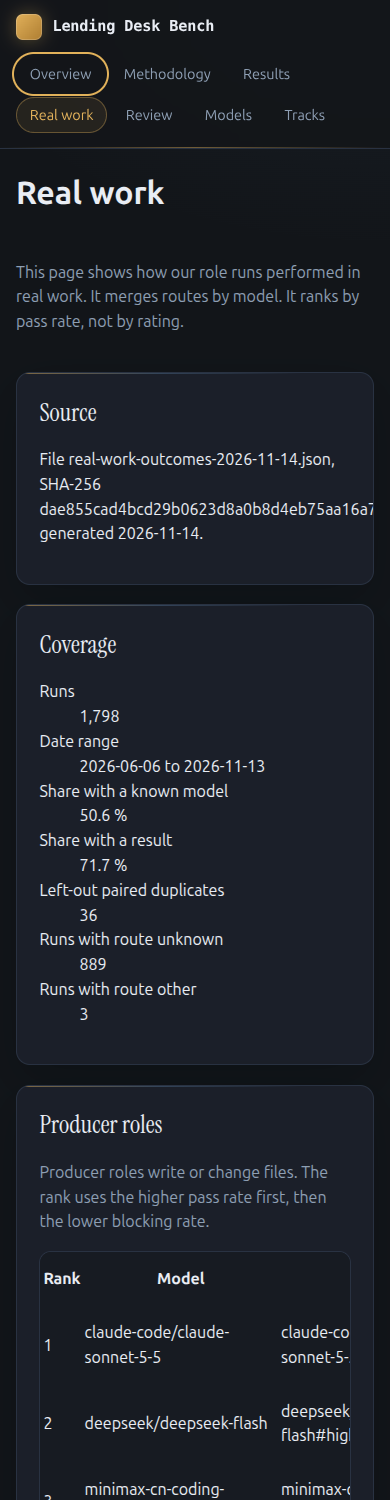 Lending Desk Bench
Overview Methodology Results
Real work Review Models Tracks
Real work
This page shows how our role runs performed in
real work. It merges routes by model. It ranks by
pass rate, not by rating.
Source
File real-work-outcomes-2026-11-14.json,
SHA-256
dae855cad4bcd29b0623d8a0b8d4eb75aa16a7
generated 2026-11-14.
Coverage
Runs
1,798
Date range
2026-06-06 to 2026-11-13
Share with a known model
50.6 %
Share with a result
71.7 %
Left-out paired duplicates
36
Runs with route unknown
889
Runs with route other
3
Producer roles
Producer roles write or change files. The
rank uses the higher pass rate first, then
the lower blocking rate.
Rank Model
claude-code/claude- claude-co
1
sonnet-5-5 sonnet-5-
deepseek
2 deepseek/deepseek-flash
flash#hig
minimax-cn-coding- minimax-c